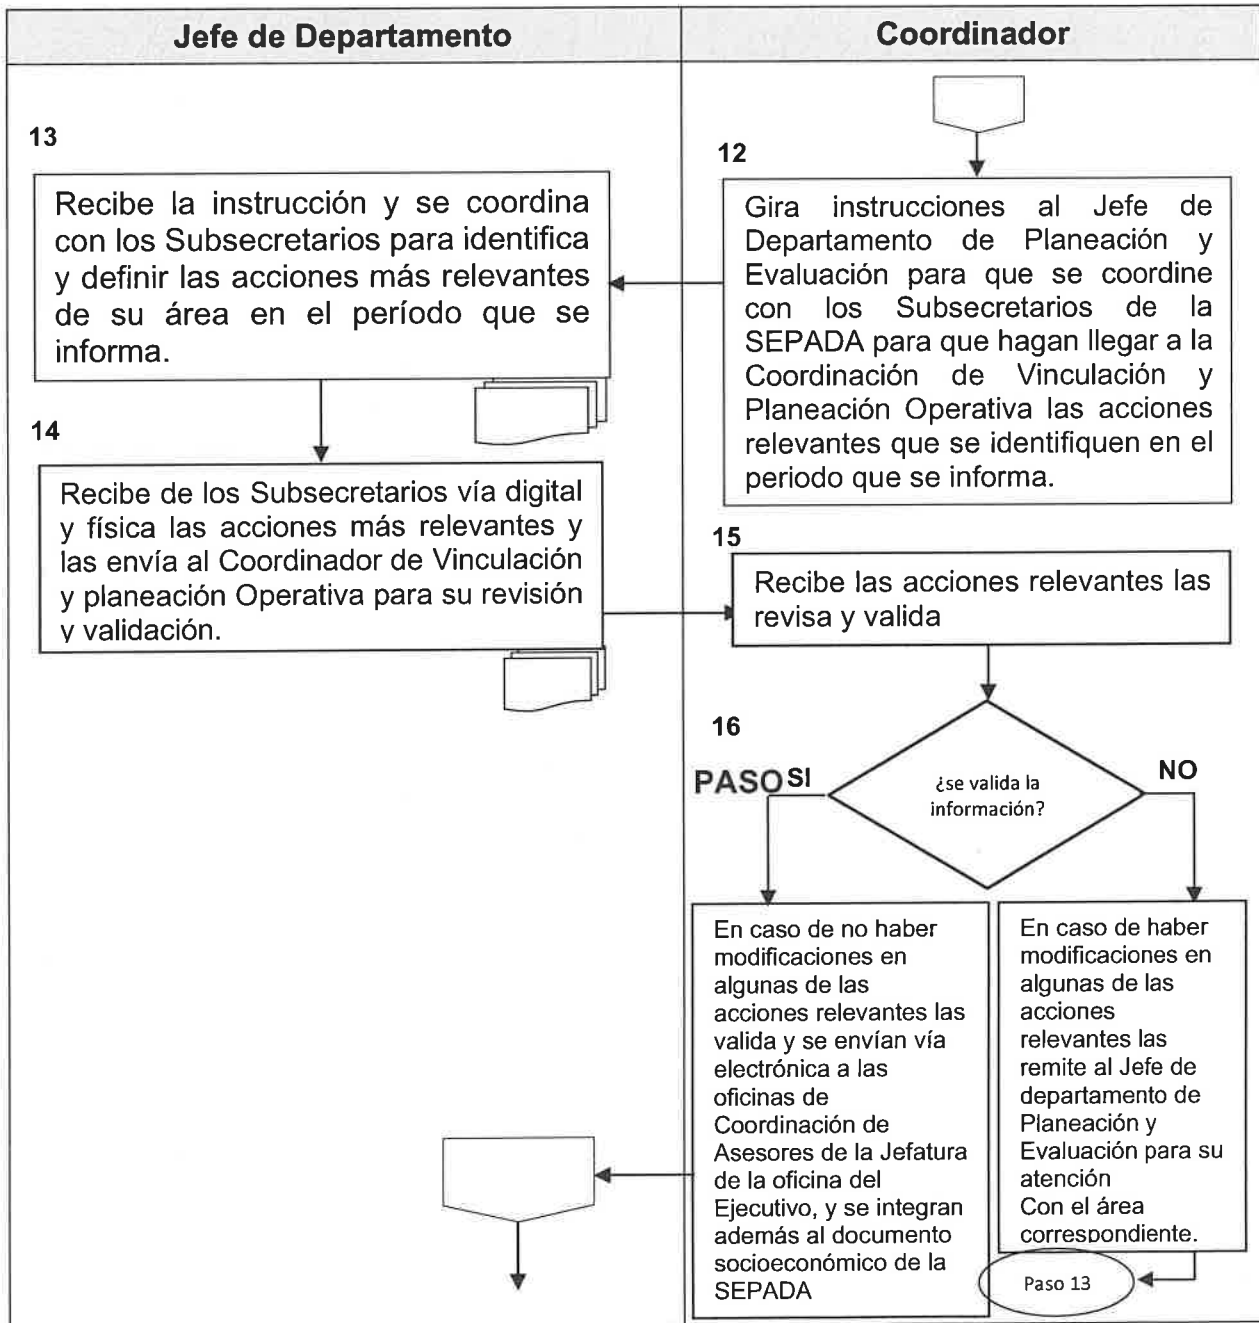 Jefe de Departamento
Coordinador
13
Recibe la instrucción y se coordina
con los Subsecretarios para identifica
y definir las acciones más relevantes
de su área en el período que se
informa.
12
Gira instrucciones al Jefe de
Departamento de Planeación y
Evaluación para que se coordine
con los Subsecretarios de la
SEPADA para que hagan llegar a la
Coordinación de Vinculación y
Planeación Operativa las acciones
relevantes que se identifiquen en el
periodo que se informa.
14
Recibe de los Subsecretarios vía digital
y física las acciones más relevantes y
las envía al Coordinador de Vinculación
y planeación Operativa para su revisión
y validación.
15
Recibe las acciones relevantes las
revisa y valida
16
PASO SI
¿se valida la
información?
NO
En caso de no haber
modificaciones en
algunas de las
acciones relevantes las
valida y se envían vía
electrónica a las
oficinas de
Coordinación de
Asesores de la Jefatura
de la oficina del
Ejecutivo, y se integran
además al documento
socioeconómico de la
SEPADA
En caso de haber
modificaciones en
algunas de las
acciones
relevantes las
remite al Jefe de
departamento de
Planeación y
Evaluación para su
atención
Con el área
correspondiente.
Paso 13